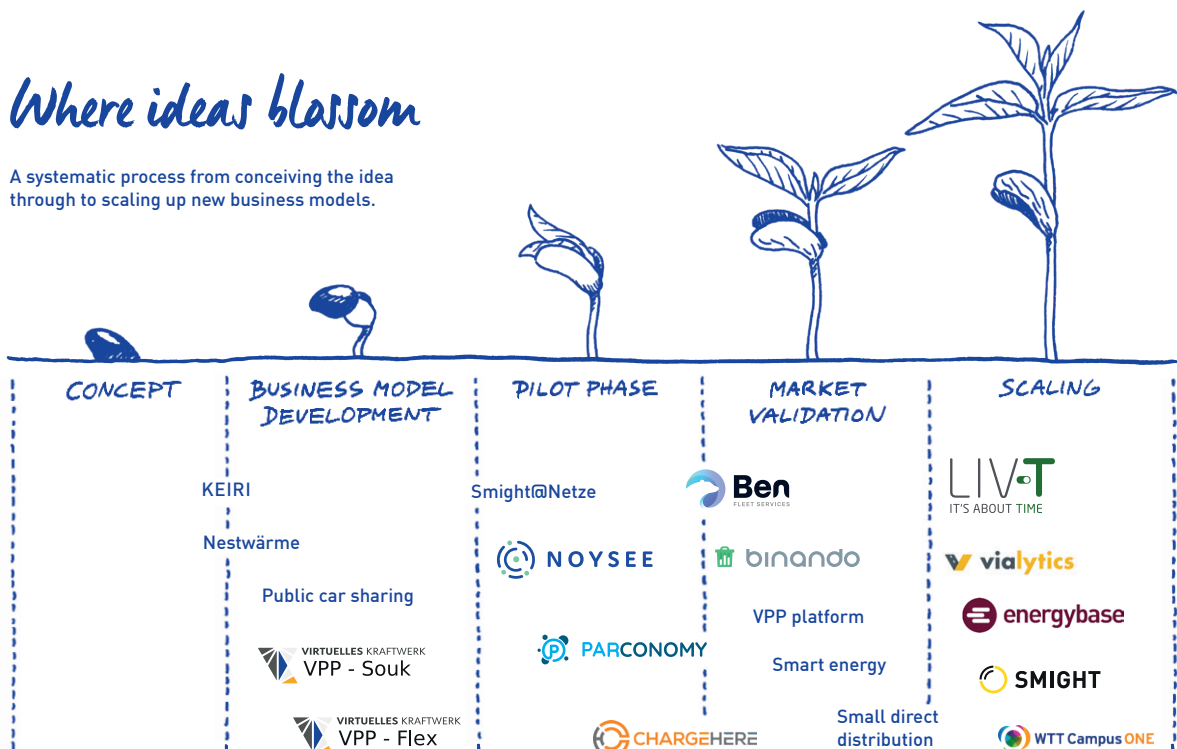 Where ideas blossom
A systematic process from conceiving the idea
through to scaling up new business models.
CONCEPT
BUSINESS MODEL
DEVELOPMENT
PILOT PHASE
MARKET
VALIDATION
SCALING
KEIRI
Nestwärme
Public car sharing
VIRTUELLES KRAFTWERK
VPP - Souk
VIRTUELLES KRAFTWERK
VPP - Flex
Smight@Netze
NOYSEE
P PARCONOMY
CHARGEHERE
Ben
FLEET SERVICES
binando
VPP platform
Smart energy
Small direct
distribution
LIV-T
IT'S ABOUT TIME
vialytics
energybase
SMIGHT
WTT Campus ONE